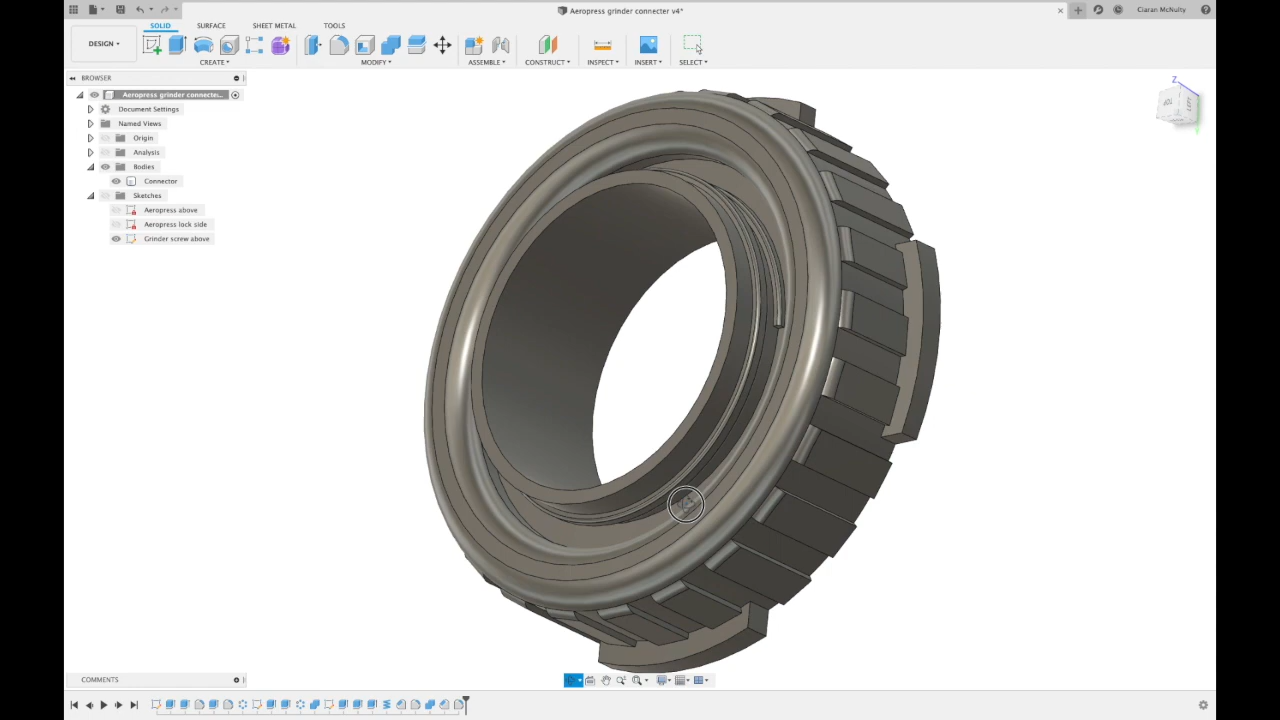 Aeropress grinder connecter v4*
Ciaran McNulty
SOLID SURFACE SHEET METAL TOOLS
DESIGN
CREATE MODIFY ASSEMBLE CONSTRUCT INSPECT INSERT SELECT
BROWSER
Aeropress grinder connecte...
Document Settings
Named Views
Origin
Analysis
Bodies
Connector
Sketches
Aeropress above
Aeropress lock side
Grinder screw above
Z
TOP LEFT
COMMENTS